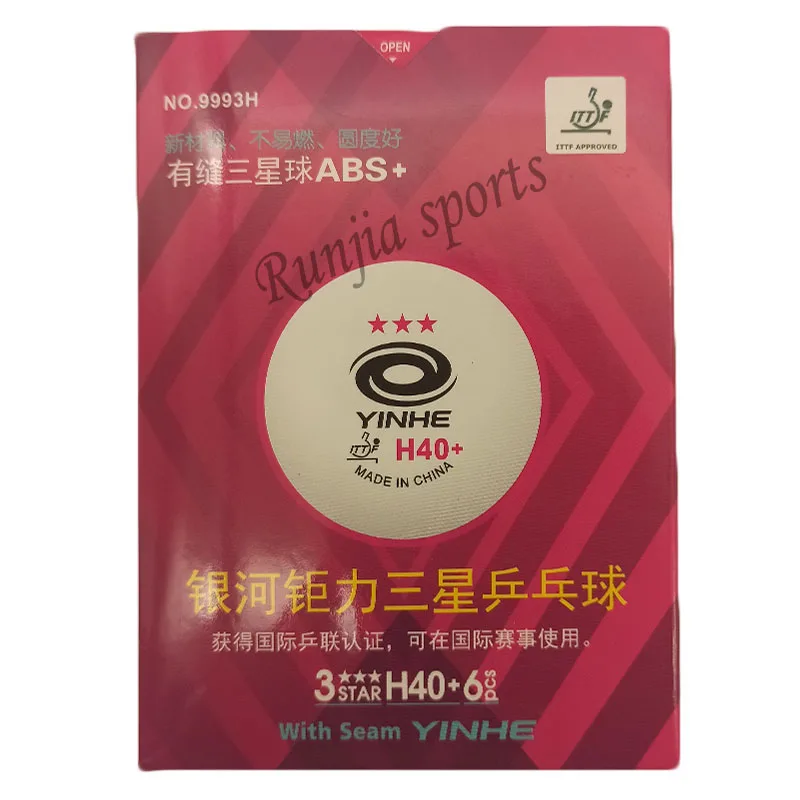 OPEN
NO.9993H
ITTF
ITTF APPROVED
新材料、不易燃、圆度好
有缝三星球ABS+
Runjia sports
YINHE
ITTF H40+
MADE IN CHINA
银河钜力三星乒乓球
获得国际乒联认证，可在国际赛事使用。
3 STAR H40+6 pcs
With Seam YINHE